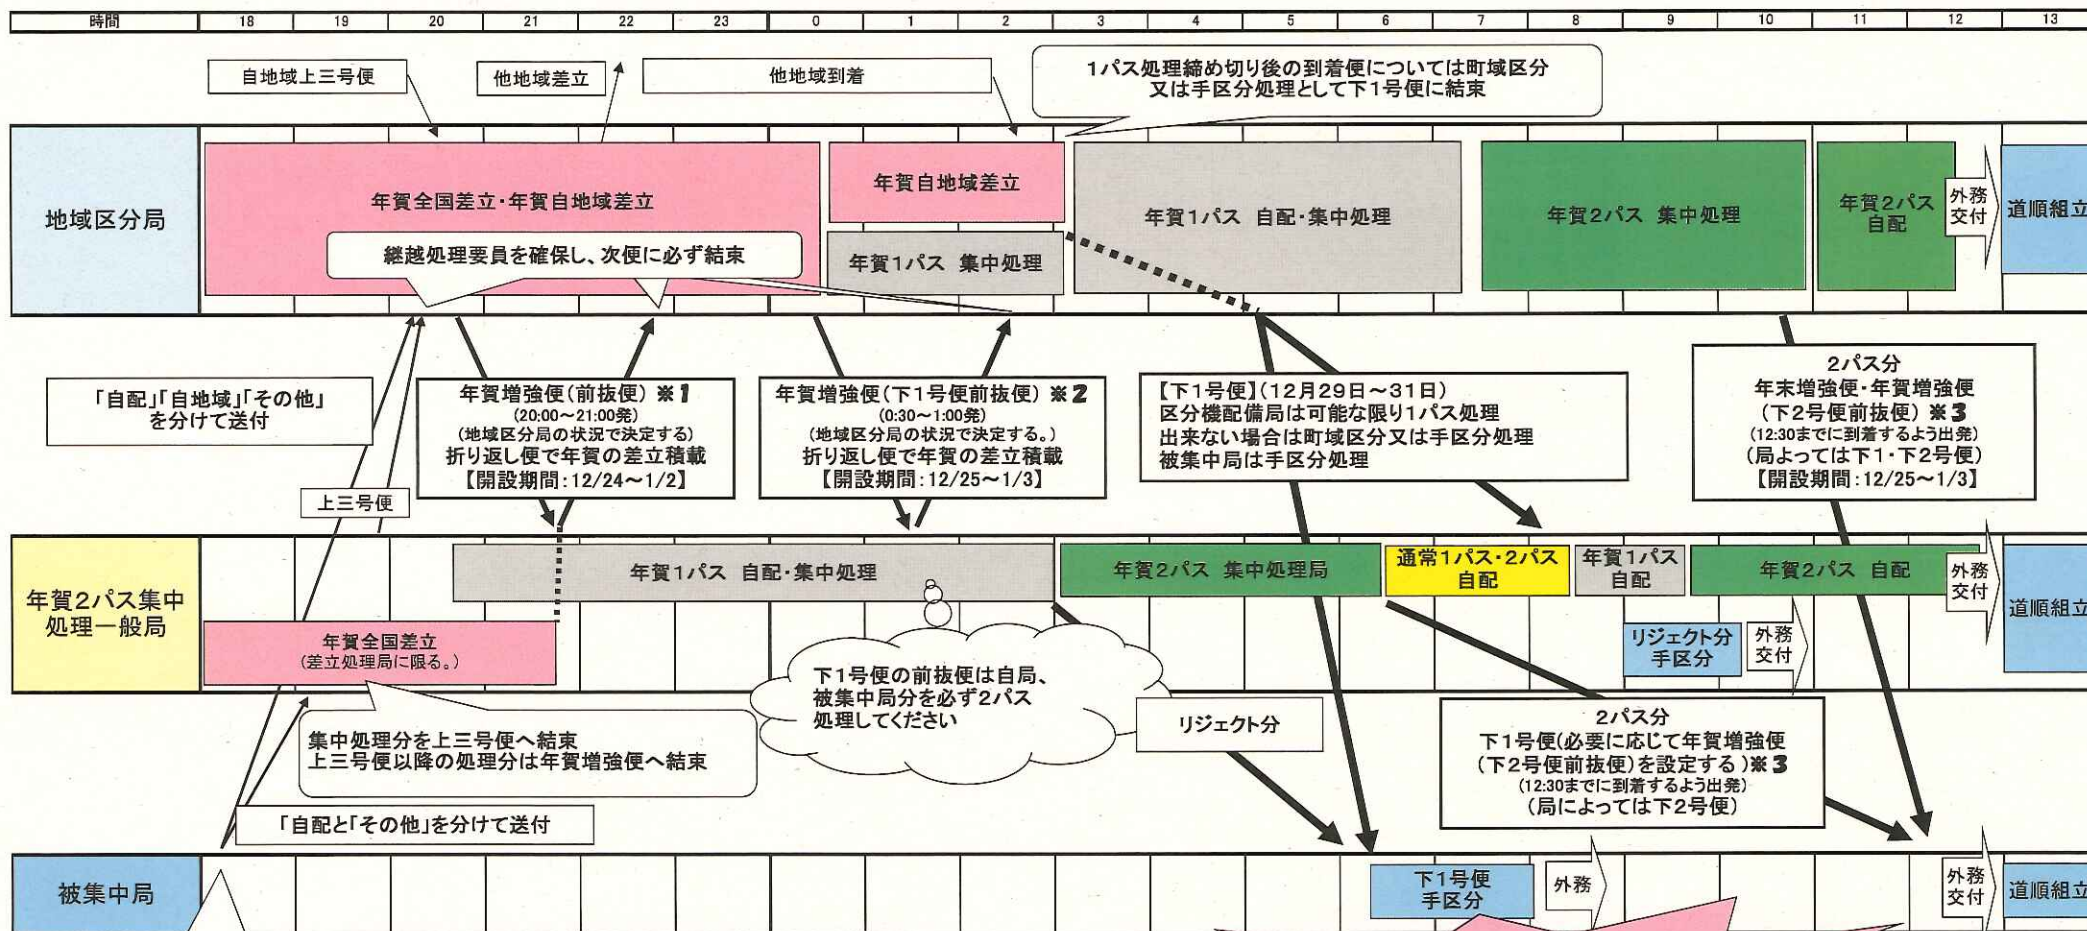 時間 18 19 20 21 22 23 0 1 2 3 4 5 6 7 8 9 10 11 12 13
自地域上三号便
他地域差立
他地域到着
1パス処理締め切り後の到着便については町域区分
又は手区分処理として下1号便に結束
地域区分局
年賀全国差立・年賀自地域差立
年賀自地域差立
年賀1パス 集中処理
年賀1パス 自配・集中処理
年賀2パス 集中処理
年賀2パス
自配
外務
交付
道順組立
継越処理要員を確保し、次便に必ず結束
「自配」「自地域」「その他」
を分けて送付
上三号便
年賀増強便(前抜便) ※1
(20:00～21:00発)
(地域区分局の状況で決定する)
折り返し便で年賀の差立積載
【開設期間:12/24～1/2】
年賀増強便(下1号便前抜便) ※2
(0:30～1:00発)
(地域区分局の状況で決定する。)
折り返し便で年賀の差立積載
【開設期間:12/25～1/3】
【下1号便】(12月29日～31日)
区分機配備局は可能な限り1パス処理
出来ない場合は町域区分又は手区分処理
被集中局は手区分処理
2パス分
年末増強便・年賀増強便
(下2号便前抜便) ※3
(12:30までに到着するよう出発)
(局よっては下1・下2号便)
【開設期間:12/25～1/3】
年賀2パス集中
処理一般局
年賀1パス 自配・集中処理
年賀2パス 集中処理局
通常1パス・2パス
自配
年賀1パス
自配
年賀2パス 自配
外務
交付
道順組立
年賀全国差立
(差立処理局に限る。)
リジェクト分
手区分
外務
交付
下1号便の前抜便は自局、
被集中局分を必ず2パス
処理してください
集中処理分を上三号便へ結束
上三号便以降の処理分は年賀増強便へ結束
リジェクト分
2パス分
下1号便(必要に応じて年賀増強便
(下2号便前抜便)を設定する)※3
(12:30までに到着するよう出発)
(局によっては下2号便)
「自配と「その他」を分けて送付
被集中局
下1号便
手区分
外務
外務
交付
道順組立